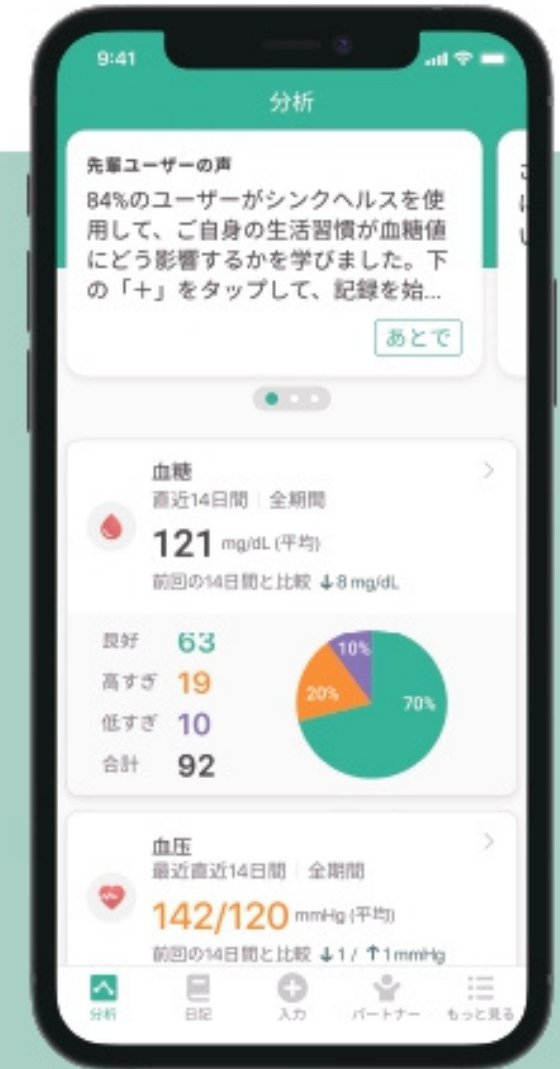 9:41
分析
先輩ユーザーの声
84%のユーザーがシンクヘルスを使
用して、ご自身の生活習慣が血糖値
にどう影響するかを学びました。下
の「+」をタップして、記録を始...
あとで
血糖
直近14日間 | 全期間
121 mg/dL (平均)
前回の14日間と比較 ↓8 mg/dL
良好 63
高すぎ 19
低すぎ 10
合計 92
10%
20%
70%
血圧
最近直近14日間 | 全期間
142/120 mmHg (平均)
前回の14日間と比較 ↓1 / ↑1mmHg
分析 日記 入力 パートナー もっと見る